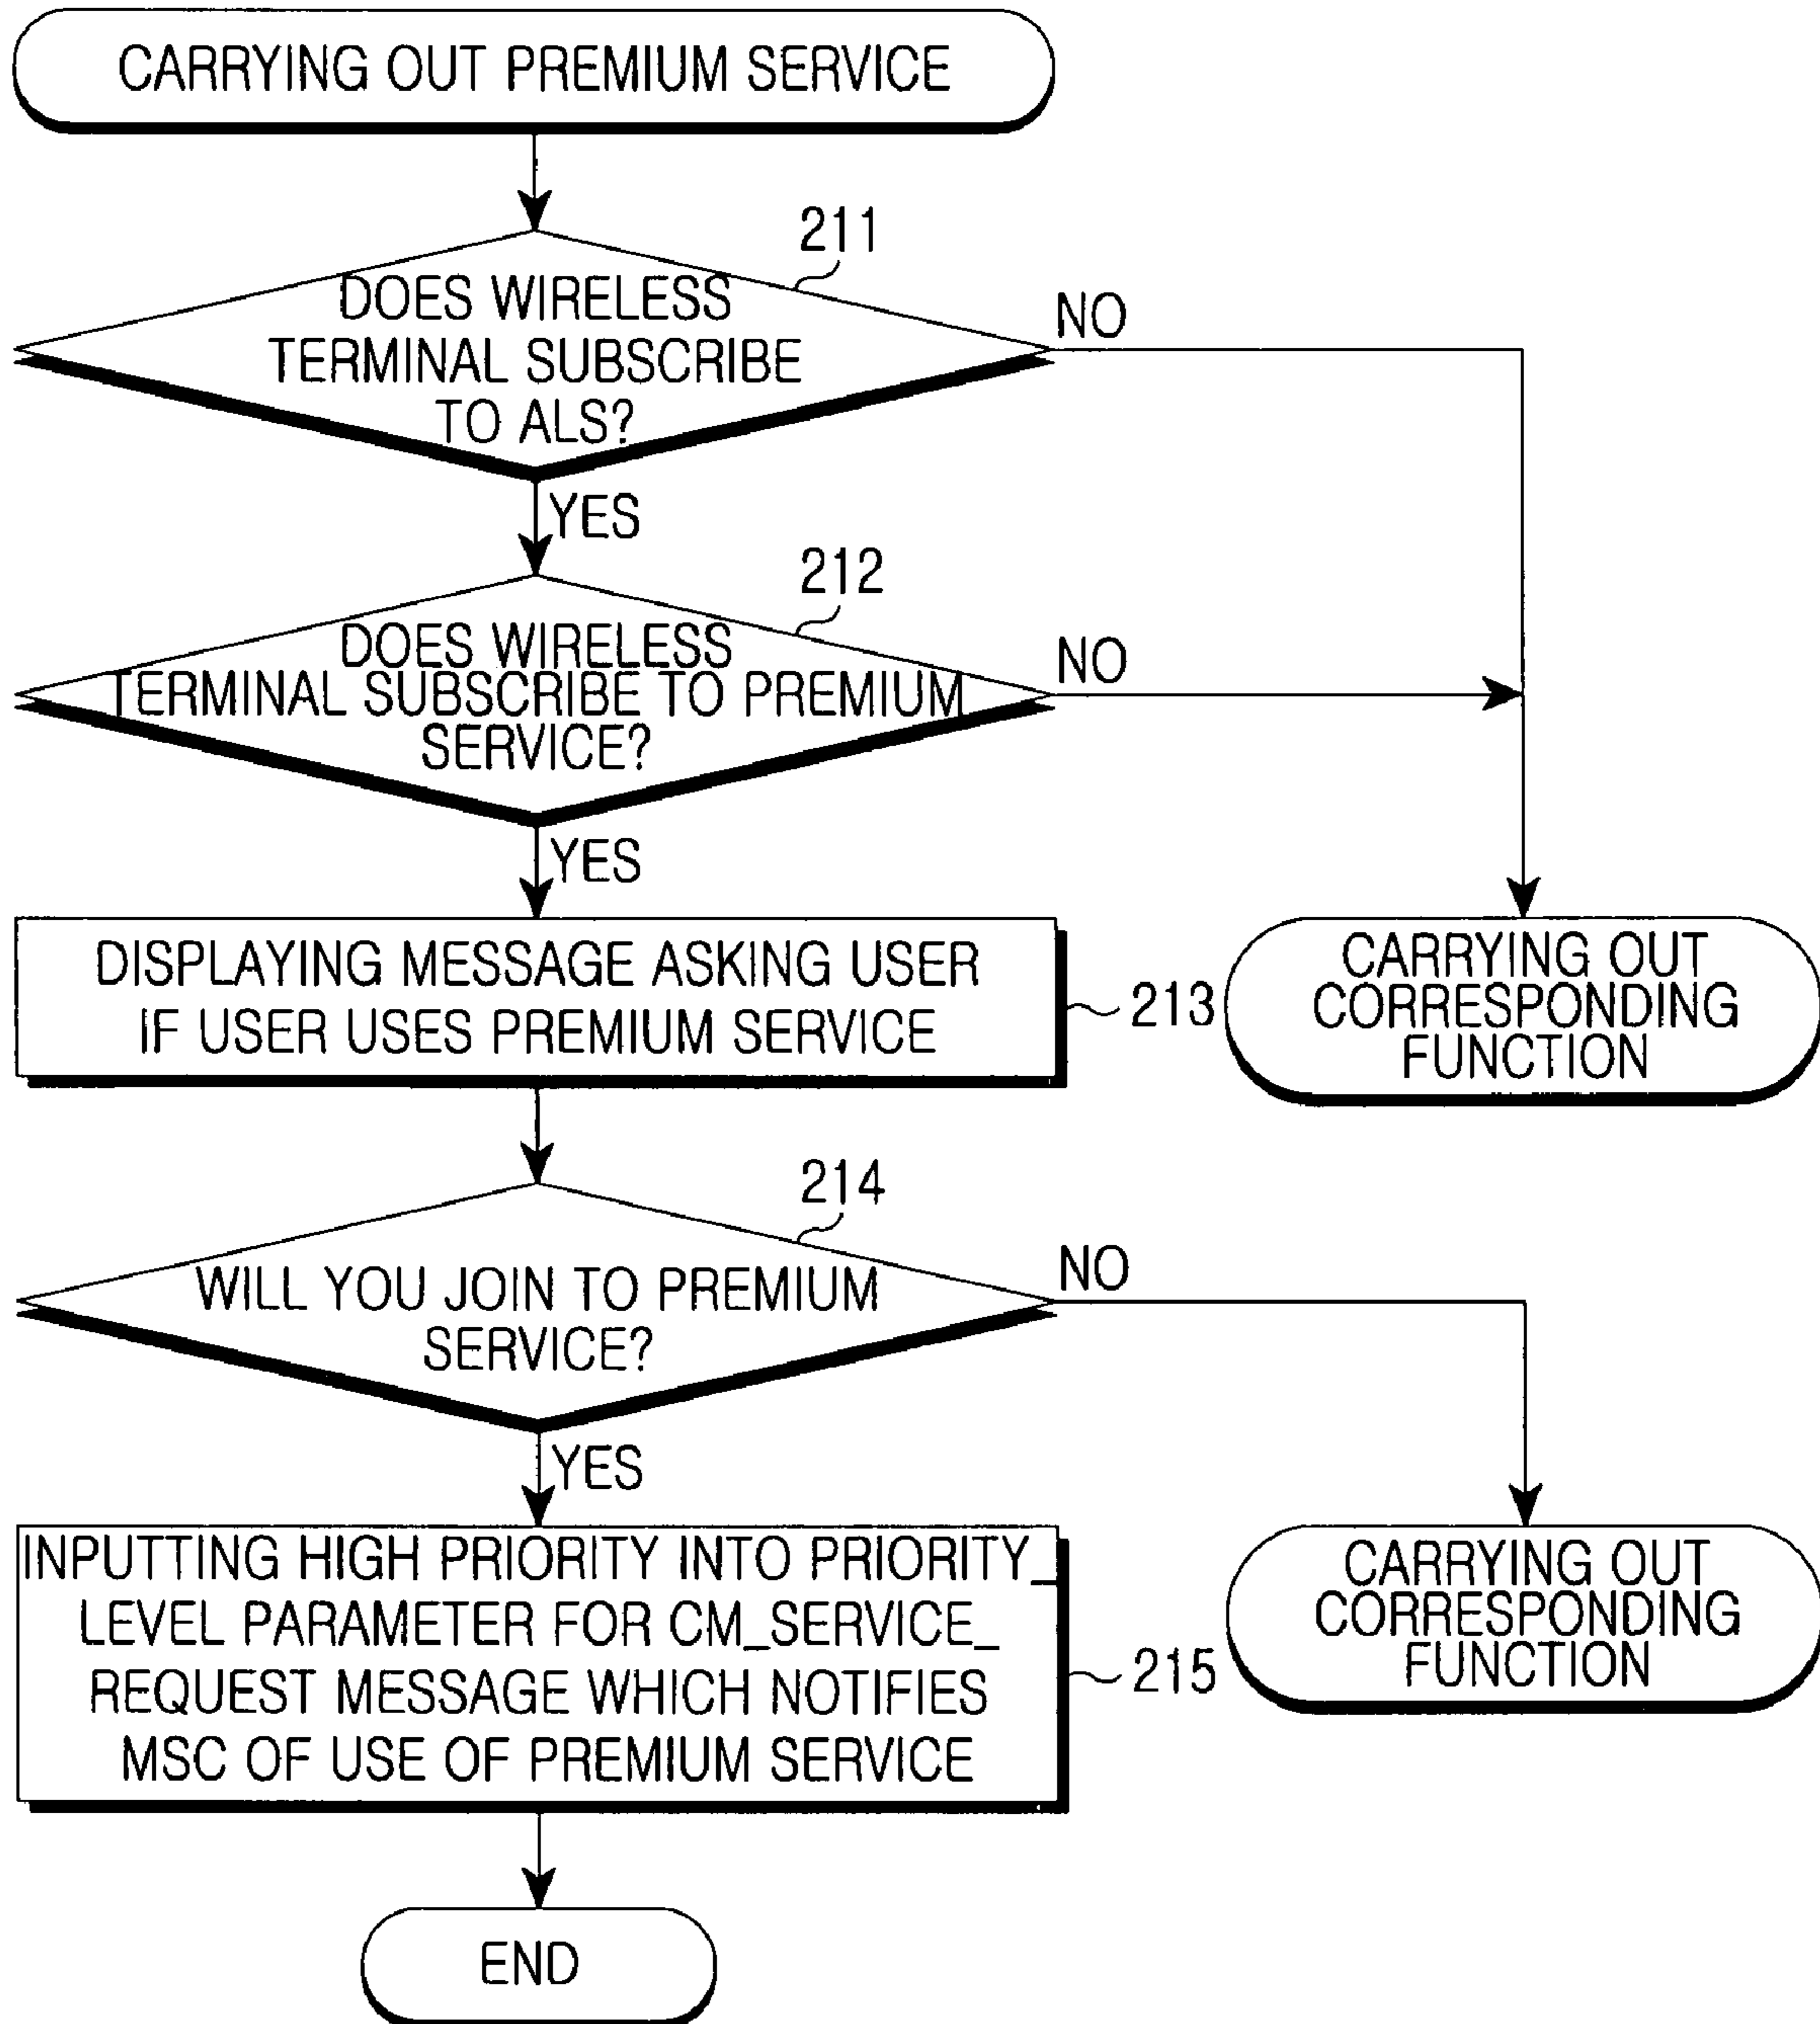 CARRYING OUT PREMIUM SERVICE
211
DOES WIRELESS
TERMINAL SUBSCRIBE
TO ALS?
NO
YES
212
DOES WIRELESS
TERMINAL SUBSCRIBE TO PREMIUM
SERVICE?
NO
YES
DISPLAYING MESSAGE ASKING USER
IF USER USES PREMIUM SERVICE
213
CARRYING OUT
CORRESPONDING
FUNCTION
214
WILL YOU JOIN TO PREMIUM
SERVICE?
NO
YES
INPUTTING HIGH PRIORITY INTO PRIORITY_
LEVEL PARAMETER FOR CM_SERVICE_
REQUEST MESSAGE WHICH NOTIFIES
MSC OF USE OF PREMIUM SERVICE
215
CARRYING OUT
CORRESPONDING
FUNCTION
END